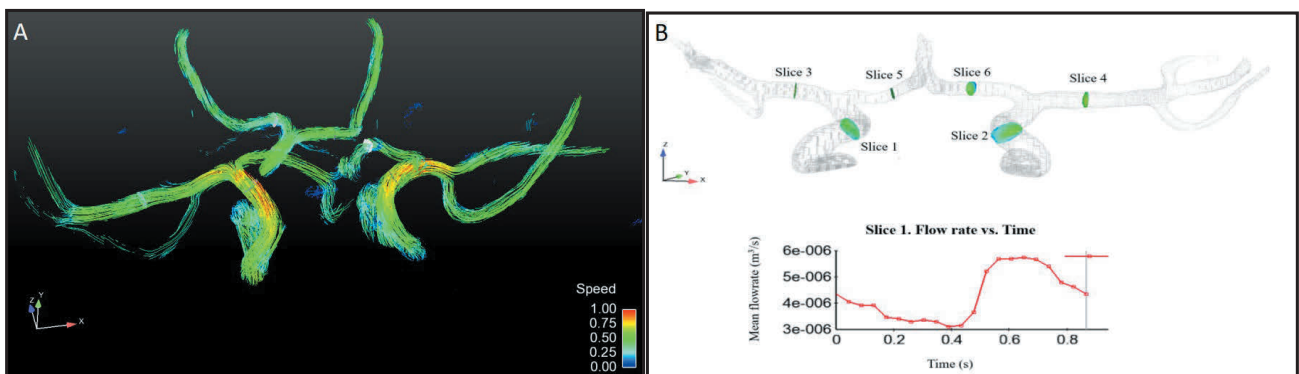 A
Z
Y
X
Speed
1.00
0.75
0.50
0.25
0.00
B
Slice 3
Slice 5
Slice 6
Slice 4
Slice 1
Slice 2
Z
Y
X
Slice 1. Flow rate vs. Time
Mean flowrate (m³/s)
6e-006
5e-006
4e-006
3e-006
0 0.2 0.4 0.6 0.8
Time (s)